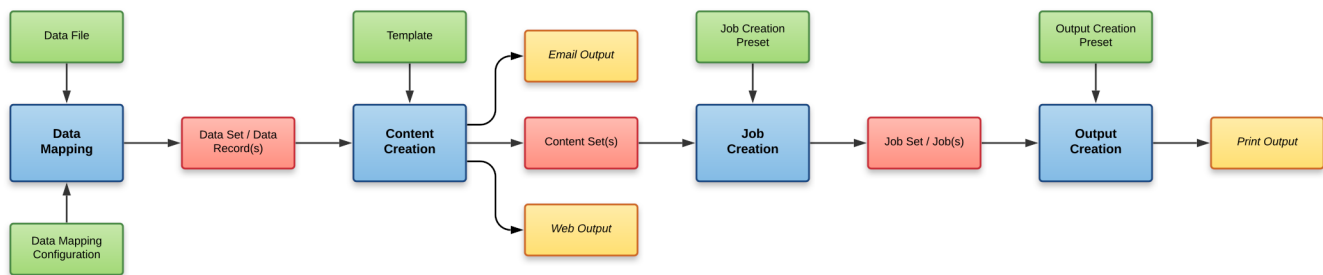 Data File
Template
Email Output
Job Creation
Preset
Output Creation
Preset
Data
Mapping
Data Set / Data
Record(s)
Content
Creation
Content Set(s)
Job
Creation
Job Set / Job(s)
Output
Creation
Print Output
Data Mapping
Configuration
Web Output